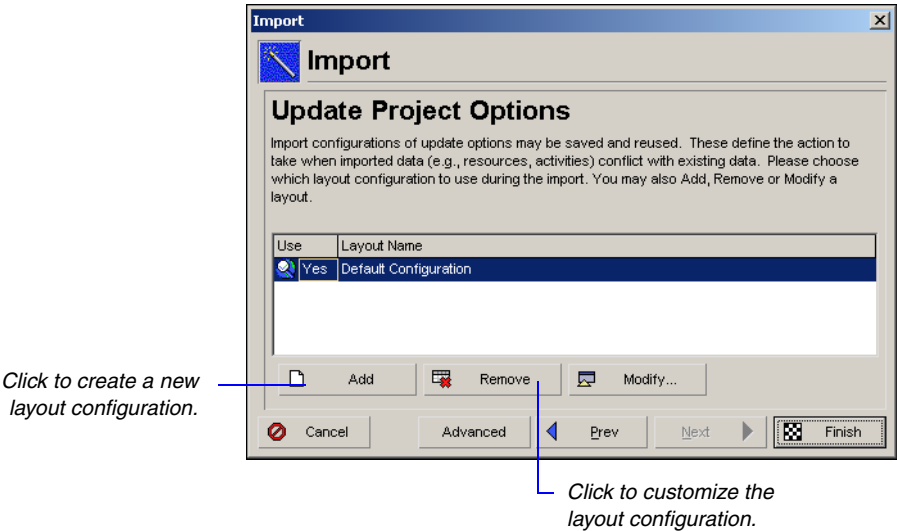 Import
Import
Update Project Options
Import configurations of update options may be saved and reused. These define the action to
take when imported data (e.g., resources, activities) conflict with existing data. Please choose
which layout configuration to use during the import. You may also Add, Remove or Modify a
layout.
Use Layout Name
Yes Default Configuration
Add Remove Modify...
Click to create a new
layout configuration.
Cancel Advanced Prev Next Finish
Click to customize the
layout configuration.